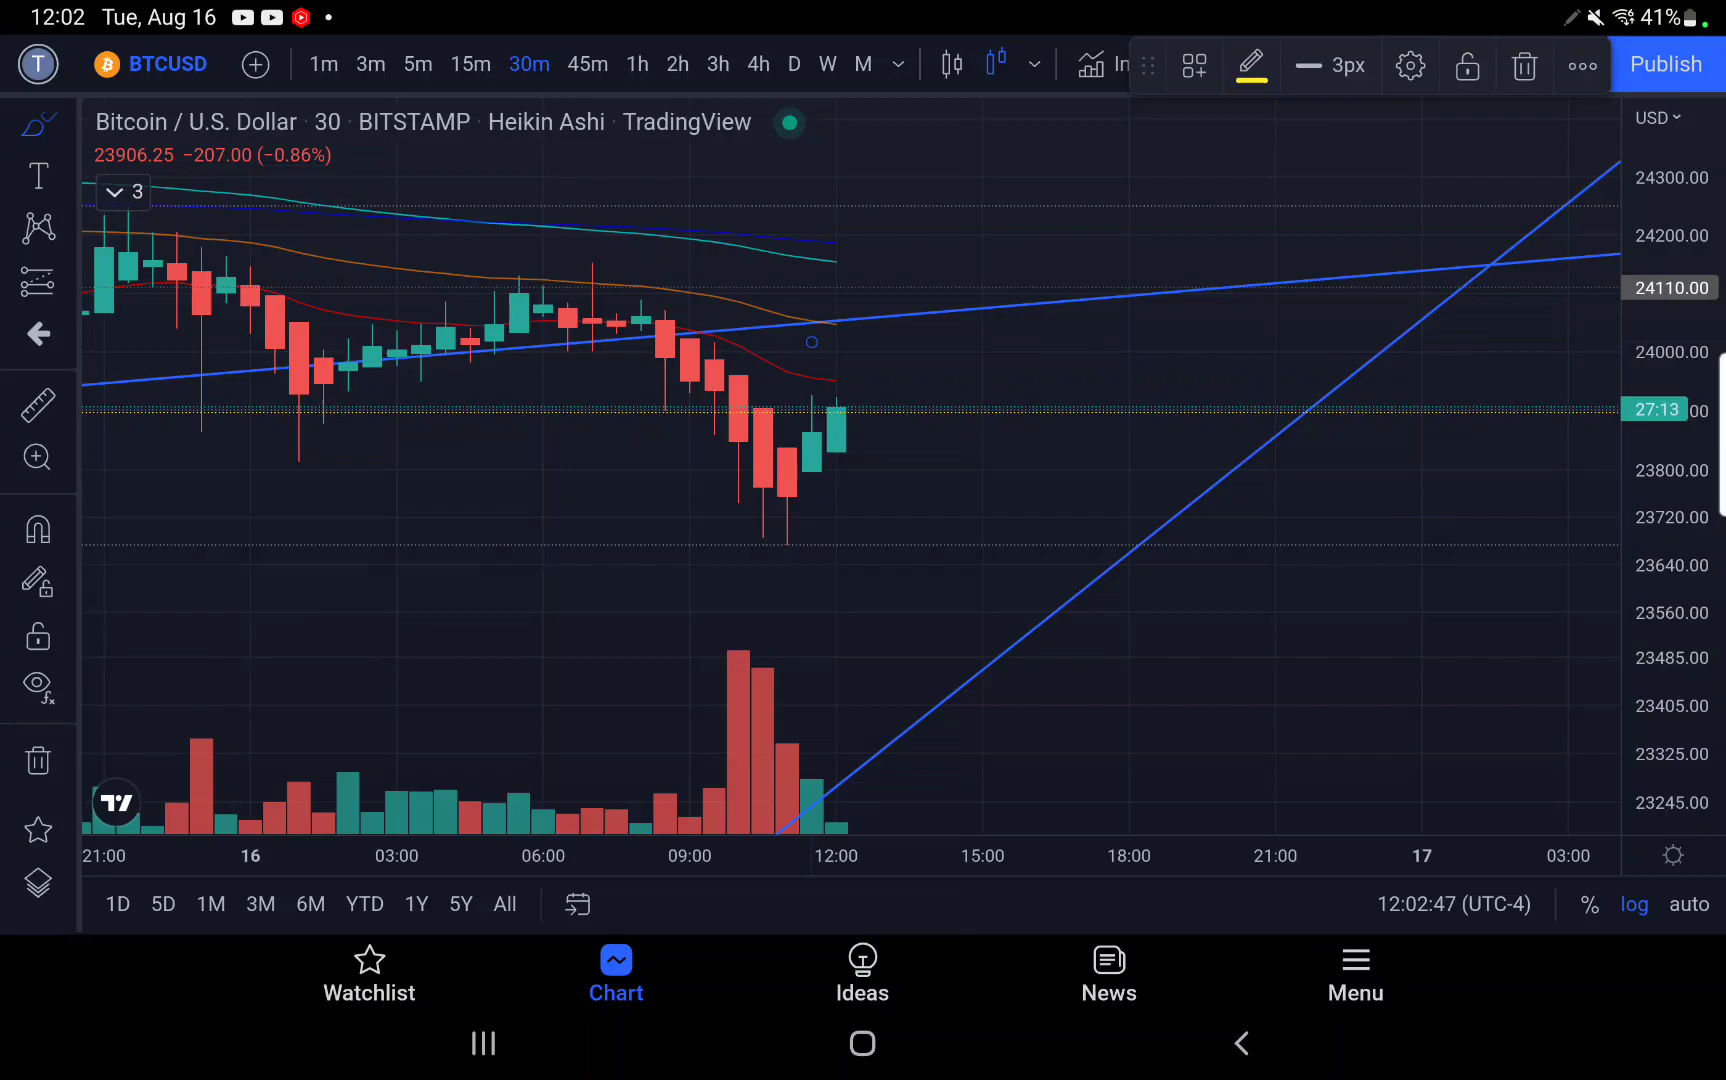 12:02 Tue, Aug 16 41%
T BTCUSD 1m 3m 5m 15m 30m 45m 1h 2h 3h 4h D W M In 3px Publish
Bitcoin / U.S. Dollar · 30 · BITSTAMP · Heikin Ashi · TradingView
USD
23906.25 −207.00 (−0.86%)
3
24300.00
24200.00
24110.00
24000.00
27:13 00
23800.00
23720.00
23640.00
23560.00
23485.00
23405.00
23325.00
23245.00
21:00 16 03:00 06:00 09:00 12:00 15:00 18:00 21:00 17 03:00
1D 5D 1M 3M 6M YTD 1Y 5Y All 12:02:47 (UTC-4) % log auto
Watchlist Chart Ideas News Menu